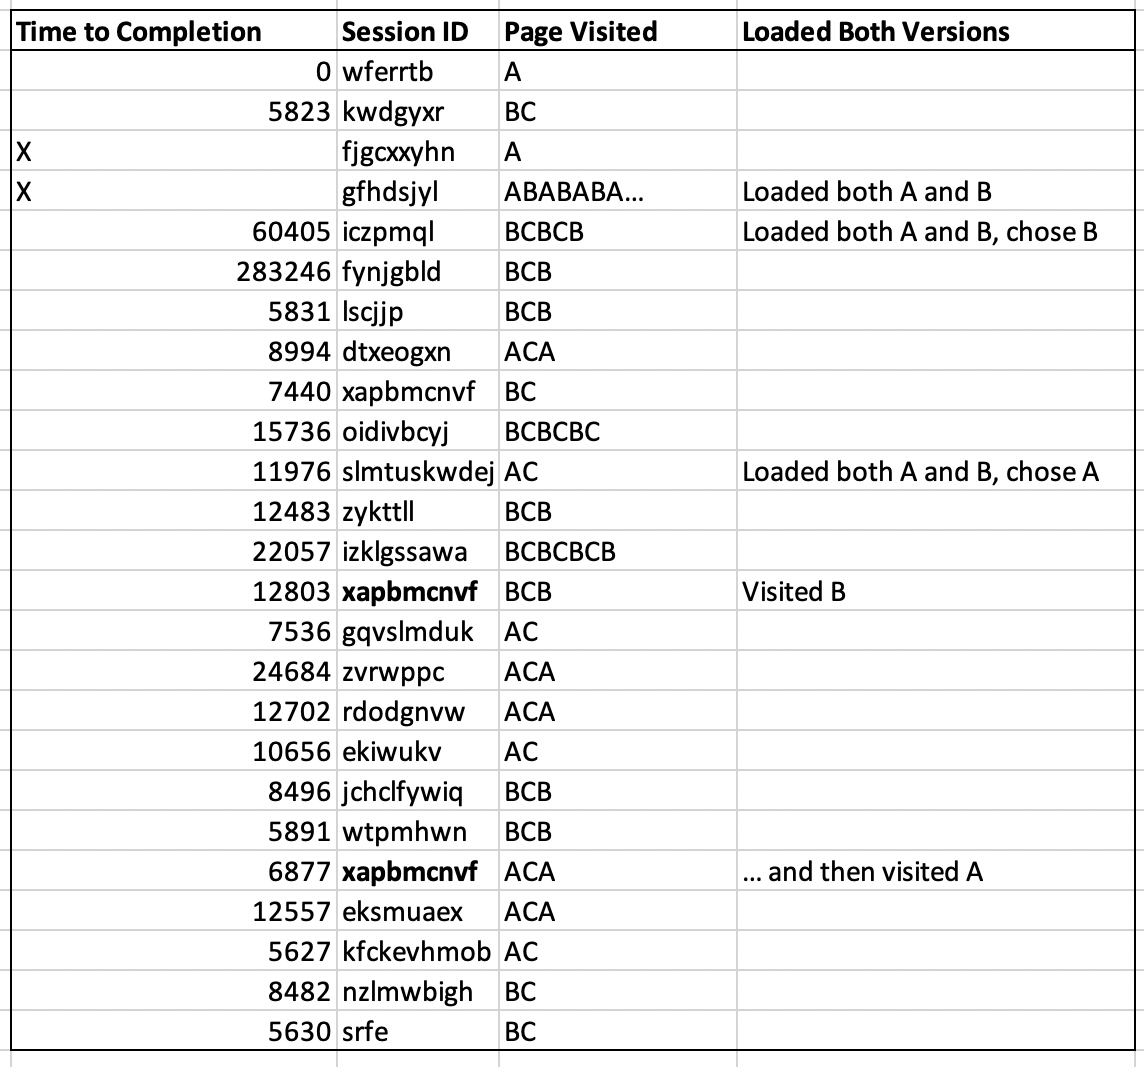 Time to Completion Session ID Page Visited Loaded Both Versions
0 wferrtb A
5823 kwdgyxr BC
X fjgcxxyhn A
X gfhdsjyl ABABABA... Loaded both A and B
60405 iczpmql BCBCB Loaded both A and B, chose B
283246 fynjgbld BCB
5831 lscjjp BCB
8994 dtxeogxn ACA
7440 xapbmcnvf BC
15736 oidivbcyj BCBCBC
11976 slmtuskwdej AC Loaded both A and B, chose A
12483 zykttll BCB
22057 izklgssawa BCBCBCB
12803 xapbmcnvf BCB Visited B
7536 gqvslmduk AC
24684 zvrwppc ACA
12702 rdodgnvw ACA
10656 ekiwukv AC
8496 jchclfywiq BCB
5891 wtpmhwn BCB
6877 xapbmcnvf ACA ... and then visited A
12557 eksmuaex ACA
5627 kfckevhmob AC
8482 nzlmwbigh BC
5630 srfe BC